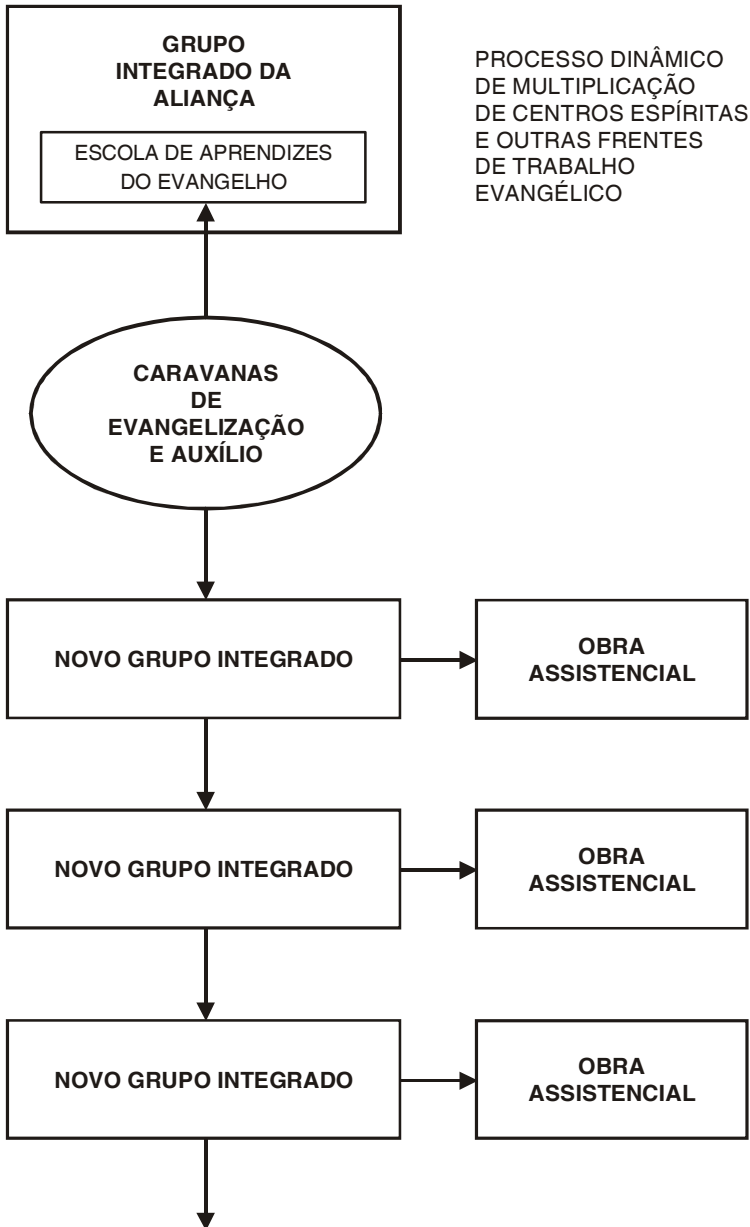 GRUPO
INTEGRADO DA
ALIANÇA
ESCOLA DE APRENDIZES
DO EVANGELHO
PROCESSO DINÂMICO
DE MULTIPLICAÇÃO
DE CENTROS ESPÍRITAS
E OUTRAS FRENTES
DE TRABALHO
EVANGÉLICO
CARAVANAS
DE
EVANGELIZAÇÃO
E AUXÍLIO
NOVO GRUPO INTEGRADO
OBRA
ASSISTENCIAL
NOVO GRUPO INTEGRADO
OBRA
ASSISTENCIAL
NOVO GRUPO INTEGRADO
OBRA
ASSISTENCIAL